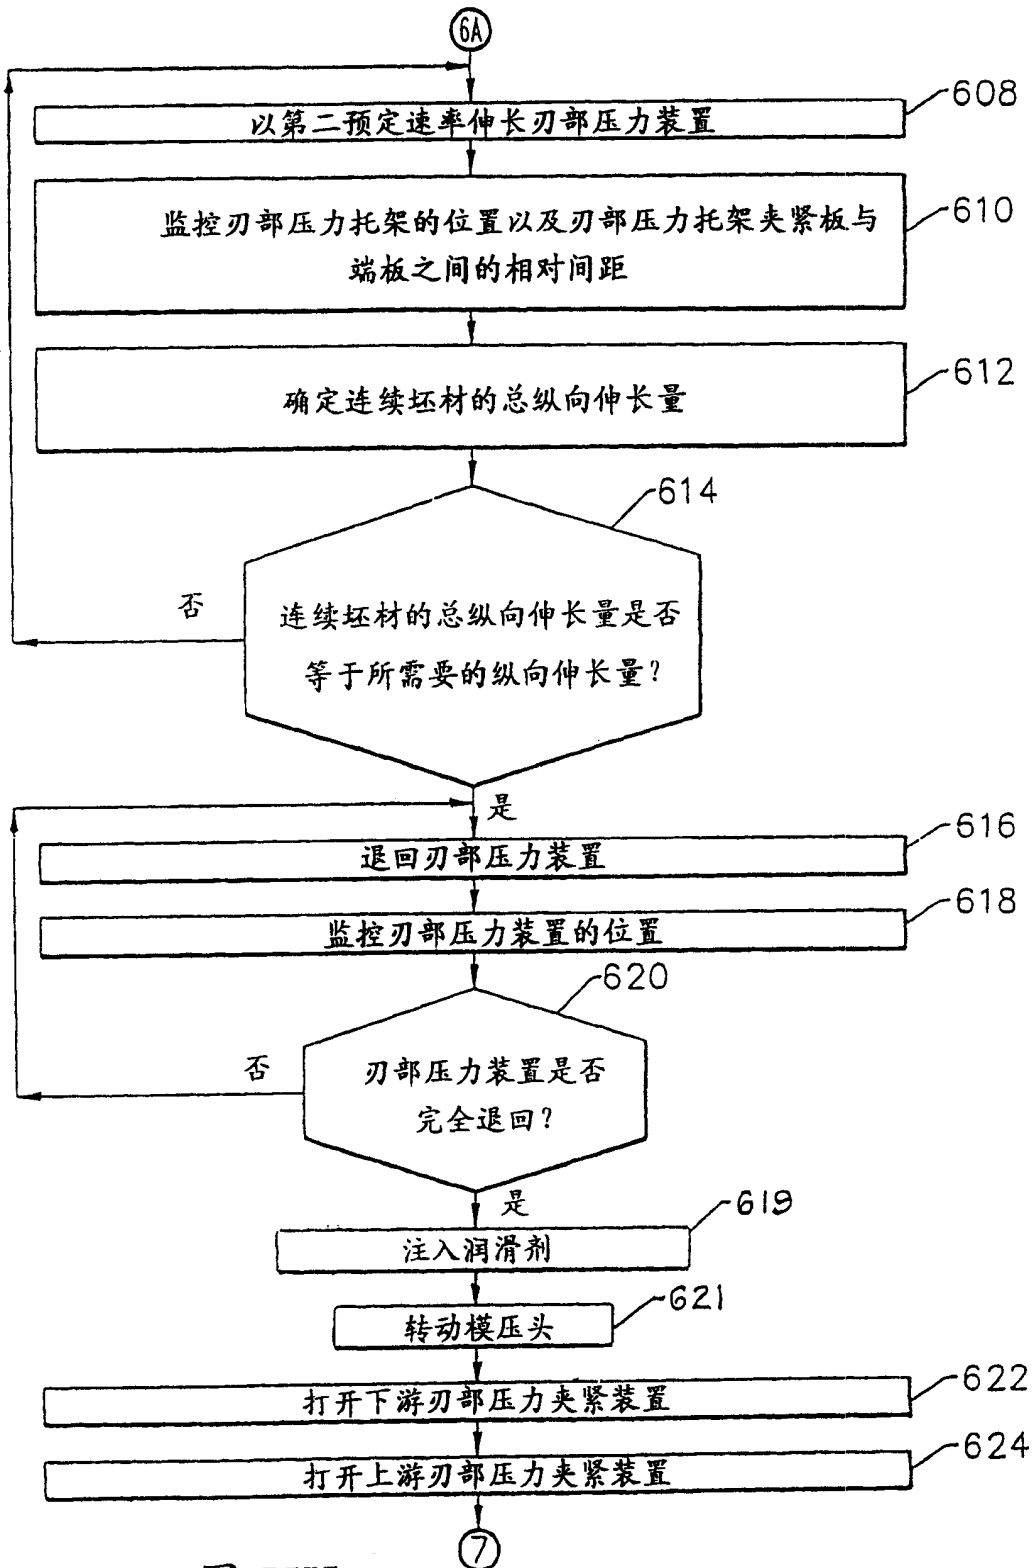 6A
608
以第二预定速率伸长刃部压力装置
610
监控刃部压力托架的位置以及刃部压力托架夹紧板与
端板之间的相对间距
612
确定连续坯材的总纵向伸长量
614
否
连续坯材的总纵向伸长量是否
等于所需要的纵向伸长量?
是
616
退回刃部压力装置
618
监控刃部压力装置的位置
620
否
刃部压力装置是否
完全退回?
是
619
注入润滑剂
621
转动模压头
622
打开下游刃部压力夹紧装置
624
打开上游刃部压力夹紧装置
7